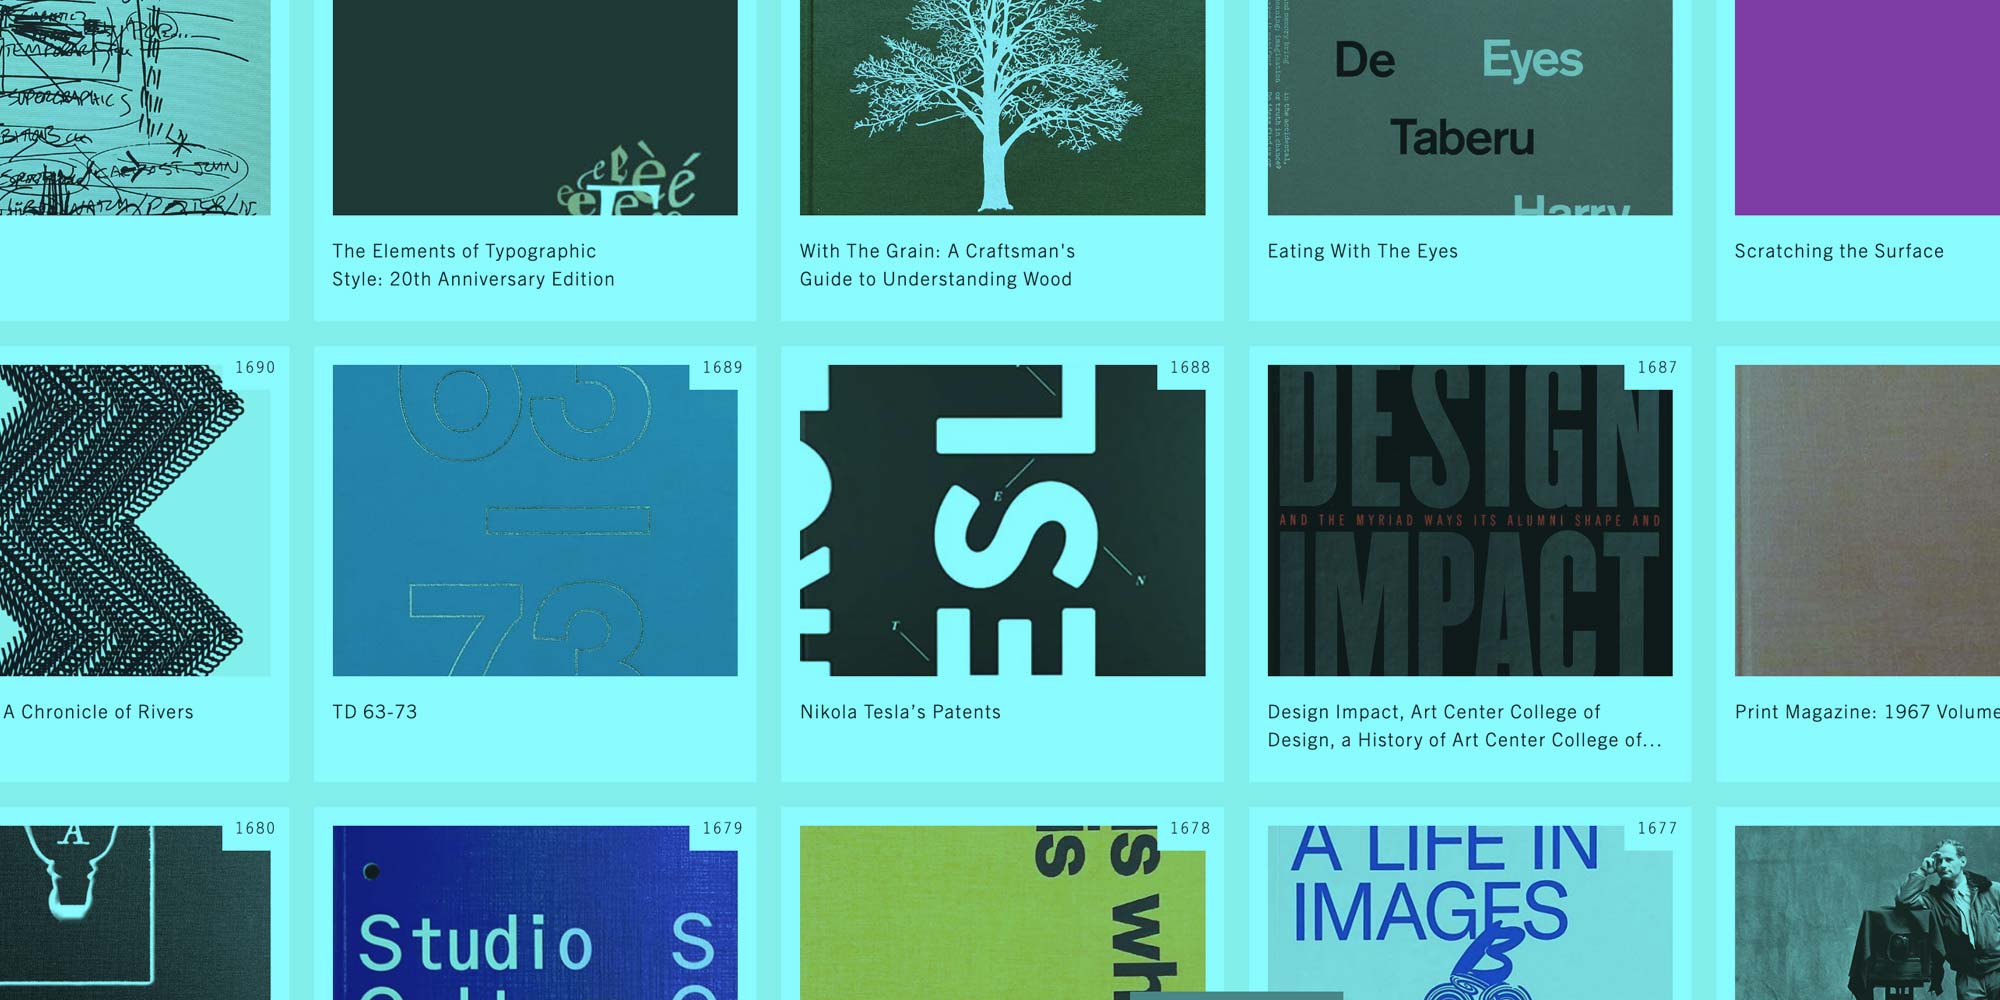 SUPERGRAPHICS
De Eyes
Taberu
Harry
The Elements of Typographic
Style: 20th Anniversary Edition
With The Grain: A Craftsman's
Guide to Understanding Wood
Eating With The Eyes
Scratching the Surface
1690
1689
1688
1687
63
—
73
E
N
T
ESL
DESIGN
AND THE MYRIAD WAYS ITS ALUMNI SHAPE AND
IMPACT
A Chronicle of Rivers
TD 63-73
Nikola Tesla’s Patents
Design Impact, Art Center College of
Design, a History of Art Center College of...
Print Magazine: 1967 Volume
1680
1679
1678
1677
A
Studio S
is wh
A LIFE IN
IMAGES